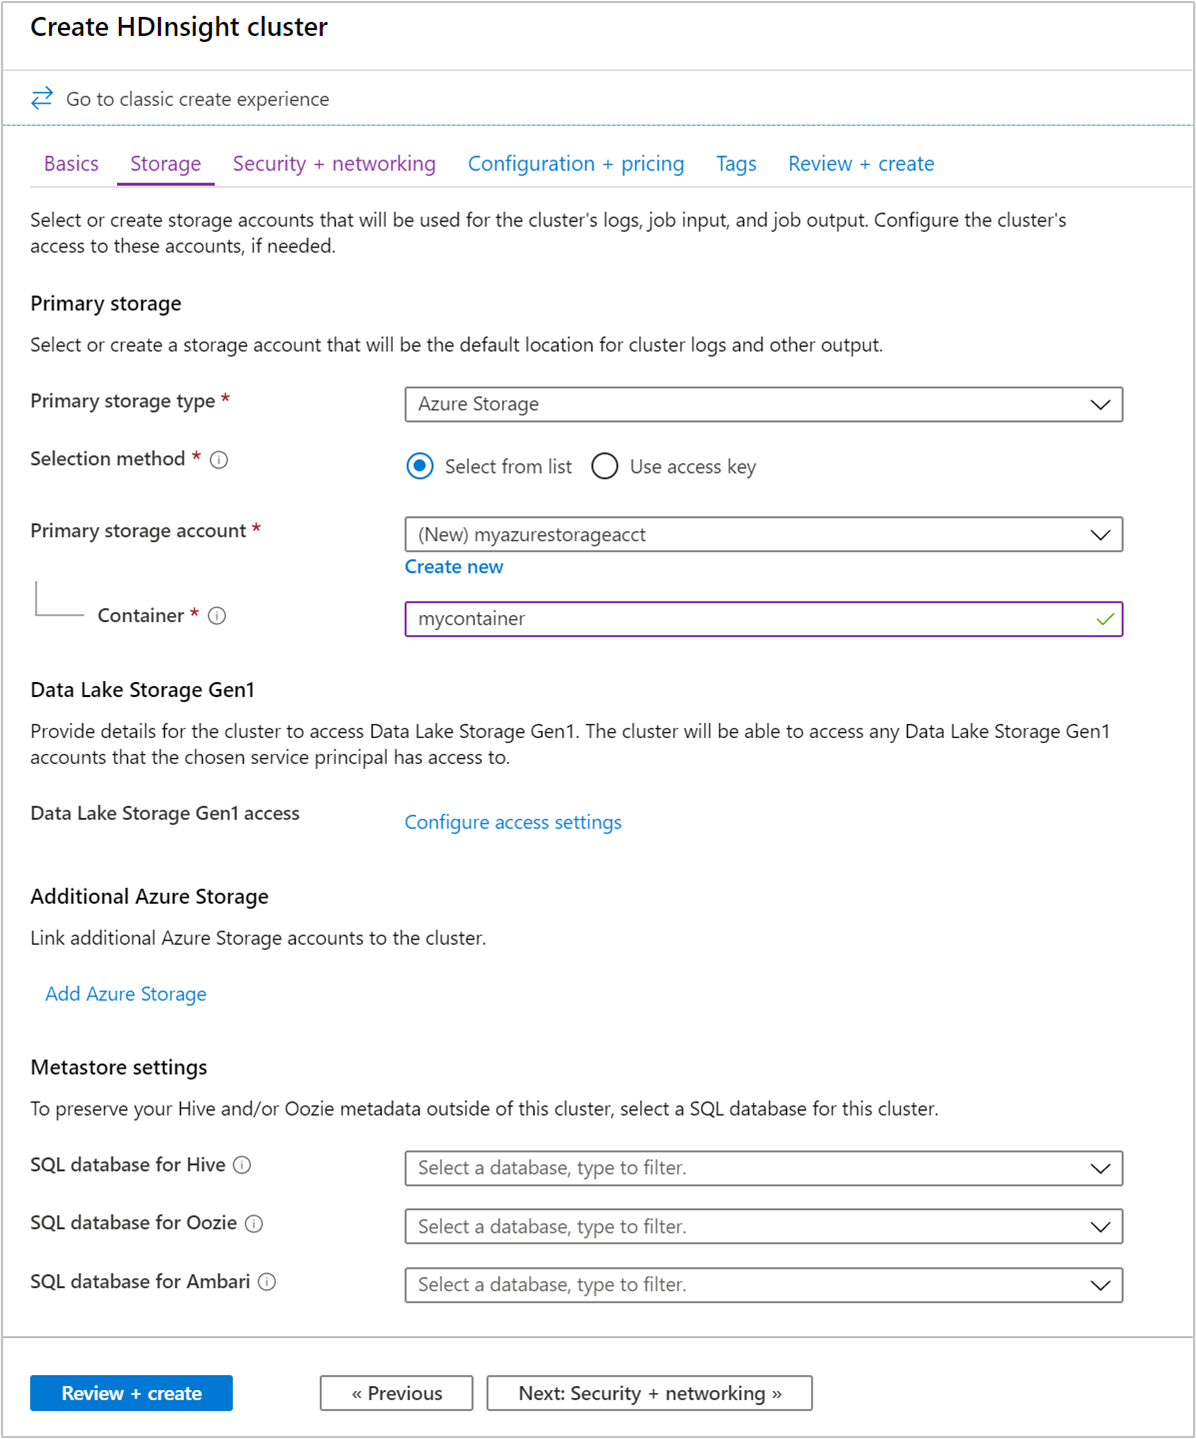 Create HDInsight cluster
Go to classic create experience
Basics Storage Security + networking Configuration + pricing Tags Review + create
Select or create storage accounts that will be used for the cluster's logs, job input, and job output. Configure the cluster's
access to these accounts, if needed.
Primary storage
Select or create a storage account that will be the default location for cluster logs and other output.
Primary storage type * Azure Storage
Selection method * Select from list Use access key
Primary storage account * (New) myazurestorageacct
Create new
Container * mycontainer
Data Lake Storage Gen1
Provide details for the cluster to access Data Lake Storage Gen1. The cluster will be able to access any Data Lake Storage Gen1
accounts that the chosen service principal has access to.
Data Lake Storage Gen1 access Configure access settings
Additional Azure Storage
Link additional Azure Storage accounts to the cluster.
Add Azure Storage
Metastore settings
To preserve your Hive and/or Oozie metadata outside of this cluster, select a SQL database for this cluster.
SQL database for Hive Select a database, type to filter.
SQL database for Oozie Select a database, type to filter.
SQL database for Ambari Select a database, type to filter.
Review + create « Previous Next: Security + networking »